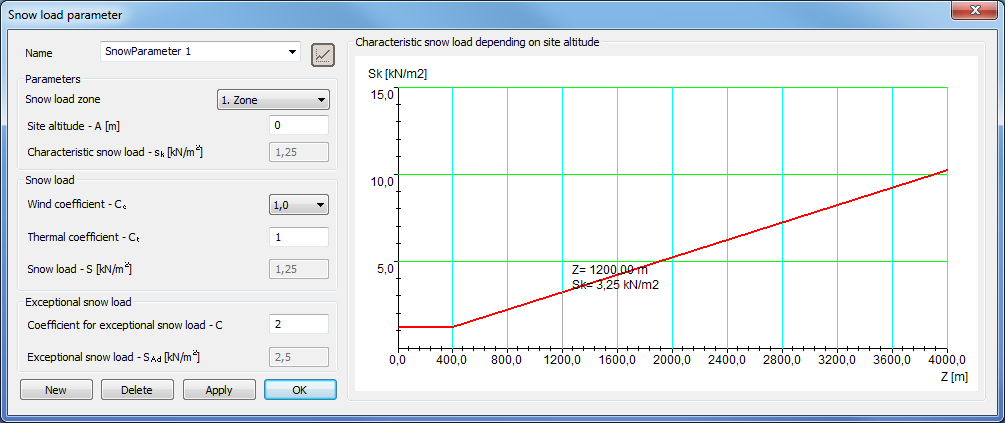 Snow load parameter
Name SnowParameter 1
Parameters
Snow load zone 1. Zone
Site altitude - A [m] 0
Characteristic snow load - sk [kN/m²] 1,25
Snow load
Wind coefficient - Ce 1,0
Thermal coefficient - Ct 1
Snow load - S [kN/m²] 1,25
Exceptional snow load
Coefficient for exceptional snow load - C 2
Exceptional snow load - SAd [kN/m²] 2,5
New Delete Apply OK
Characteristic snow load depending on site altitude
Sk [kN/m2]
15,0
10,0
5,0
Z= 1200,00 m
Sk= 3,25 kN/m2
0,0 400,0 800,0 1200,0 1600,0 2000,0 2400,0 2800,0 3200,0 3600,0 4000,0
Z [m]